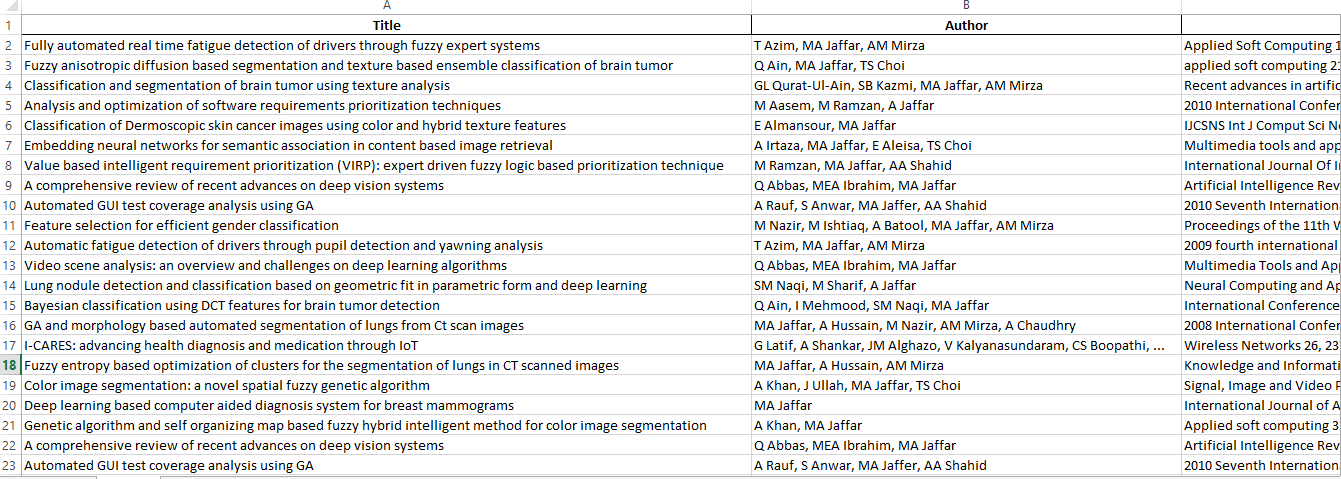 A B
1 Title Author
2 Fully automated real time fatigue detection of drivers through fuzzy expert systems T Azim, MA Jaffar, AM Mirza Applied Soft Computing 1
3 Fuzzy anisotropic diffusion based segmentation and texture based ensemble classification of brain tumor Q Ain, MA Jaffar, TS Choi applied soft computing 21
4 Classification and segmentation of brain tumor using texture analysis GL Qurat-Ul-Ain, SB Kazmi, MA Jaffar, AM Mirza Recent advances in artific
5 Analysis and optimization of software requirements prioritization techniques M Aasem, M Ramzan, A Jaffar 2010 International Confer
6 Classification of Dermoscopic skin cancer images using color and hybrid texture features E Almansour, MA Jaffar IJCSNS Int J Comput Sci N
7 Embedding neural networks for semantic association in content based image retrieval A Irtaza, MA Jaffar, E Aleisa, TS Choi Multimedia tools and app
8 Value based intelligent requirement prioritization (VIRP): expert driven fuzzy logic based prioritization technique M Ramzan, MA Jaffar, AA Shahid International Journal Of I
9 A comprehensive review of recent advances on deep vision systems Q Abbas, MEA Ibrahim, MA Jaffar Artificial Intelligence Rev
10 Automated GUI test coverage analysis using GA A Rauf, S Anwar, MA Jaffer, AA Shahid 2010 Seventh Internation
11 Feature selection for efficient gender classification M Nazir, M Ishtiaq, A Batool, MA Jaffar, AM Mirza Proceedings of the 11th
12 Automatic fatigue detection of drivers through pupil detection and yawning analysis T Azim, MA Jaffar, AM Mirza 2009 fourth international
13 Video scene analysis: an overview and challenges on deep learning algorithms Q Abbas, MEA Ibrahim, MA Jaffar Multimedia Tools and Ap
14 Lung nodule detection and classification based on geometric fit in parametric form and deep learning SM Naqi, M Sharif, A Jaffar Neural Computing and Ap
15 Bayesian classification using DCT features for brain tumor detection Q Ain, I Mehmood, SM Naqi, MA Jaffar International Conference
16 GA and morphology based automated segmentation of lungs from Ct scan images MA Jaffar, A Hussain, M Nazir, AM Mirza, A Chaudhry 2008 International Confer
17 I-CARES: advancing health diagnosis and medication through IoT G Latif, A Shankar, JM Alghazo, V Kalyanasundaram, CS Boopathi, ... Wireless Networks 26, 23
18 Fuzzy entropy based optimization of clusters for the segmentation of lungs in CT scanned images MA Jaffar, A Hussain, AM Mirza Knowledge and Informati
19 Color image segmentation: a novel spatial fuzzy genetic algorithm A Khan, J Ullah, MA Jaffar, TS Choi Signal, Image and Video
20 Deep learning based computer aided diagnosis system for breast mammograms MA Jaffar International Journal of A
21 Genetic algorithm and self organizing map based fuzzy hybrid intelligent method for color image segmentation A Khan, MA Jaffar Applied soft computing 3
22 A comprehensive review of recent advances on deep vision systems Q Abbas, MEA Ibrahim, MA Jaffar Artificial Intelligence Rev
23 Automated GUI test coverage analysis using GA A Rauf, S Anwar, MA Jaffer, AA Shahid 2010 Seventh Internation